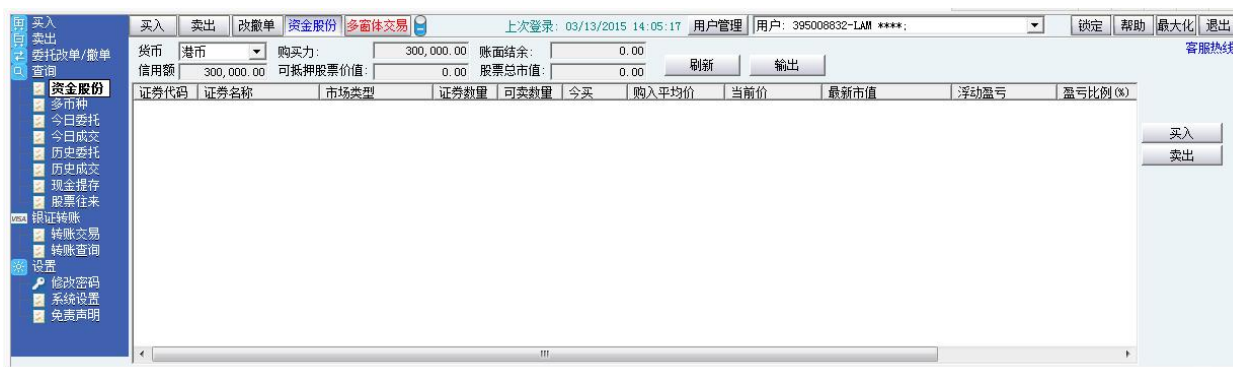 买入 卖出 改撤单 资金股份 多窗体交易 上次登录: 03/13/2015 14:05:17 用户管理 用户: 395008832-LAM ****; 锁定 帮助 最大化 退出
货币 港币 购买力: 300,000.00 账面结余: 0.00 客服热线
信用额 300,000.00 可抵押股票价值: 0.00 股票总市值: 0.00 刷新 输出
证券代码 证券名称 市场类型 证券数量 可卖数量 今买 购入平均价 当前价 最新市值 浮动盈亏 盈亏比例(%)
买入
卖出
买入
卖出
委托改单/撤单
查询
资金股份
多币种
今日委托
今日成交
历史委托
历史成交
现金提存
股票往来
VISA 银证转账
转账交易
转账查询
设置
修改密码
系统设置
免责声明